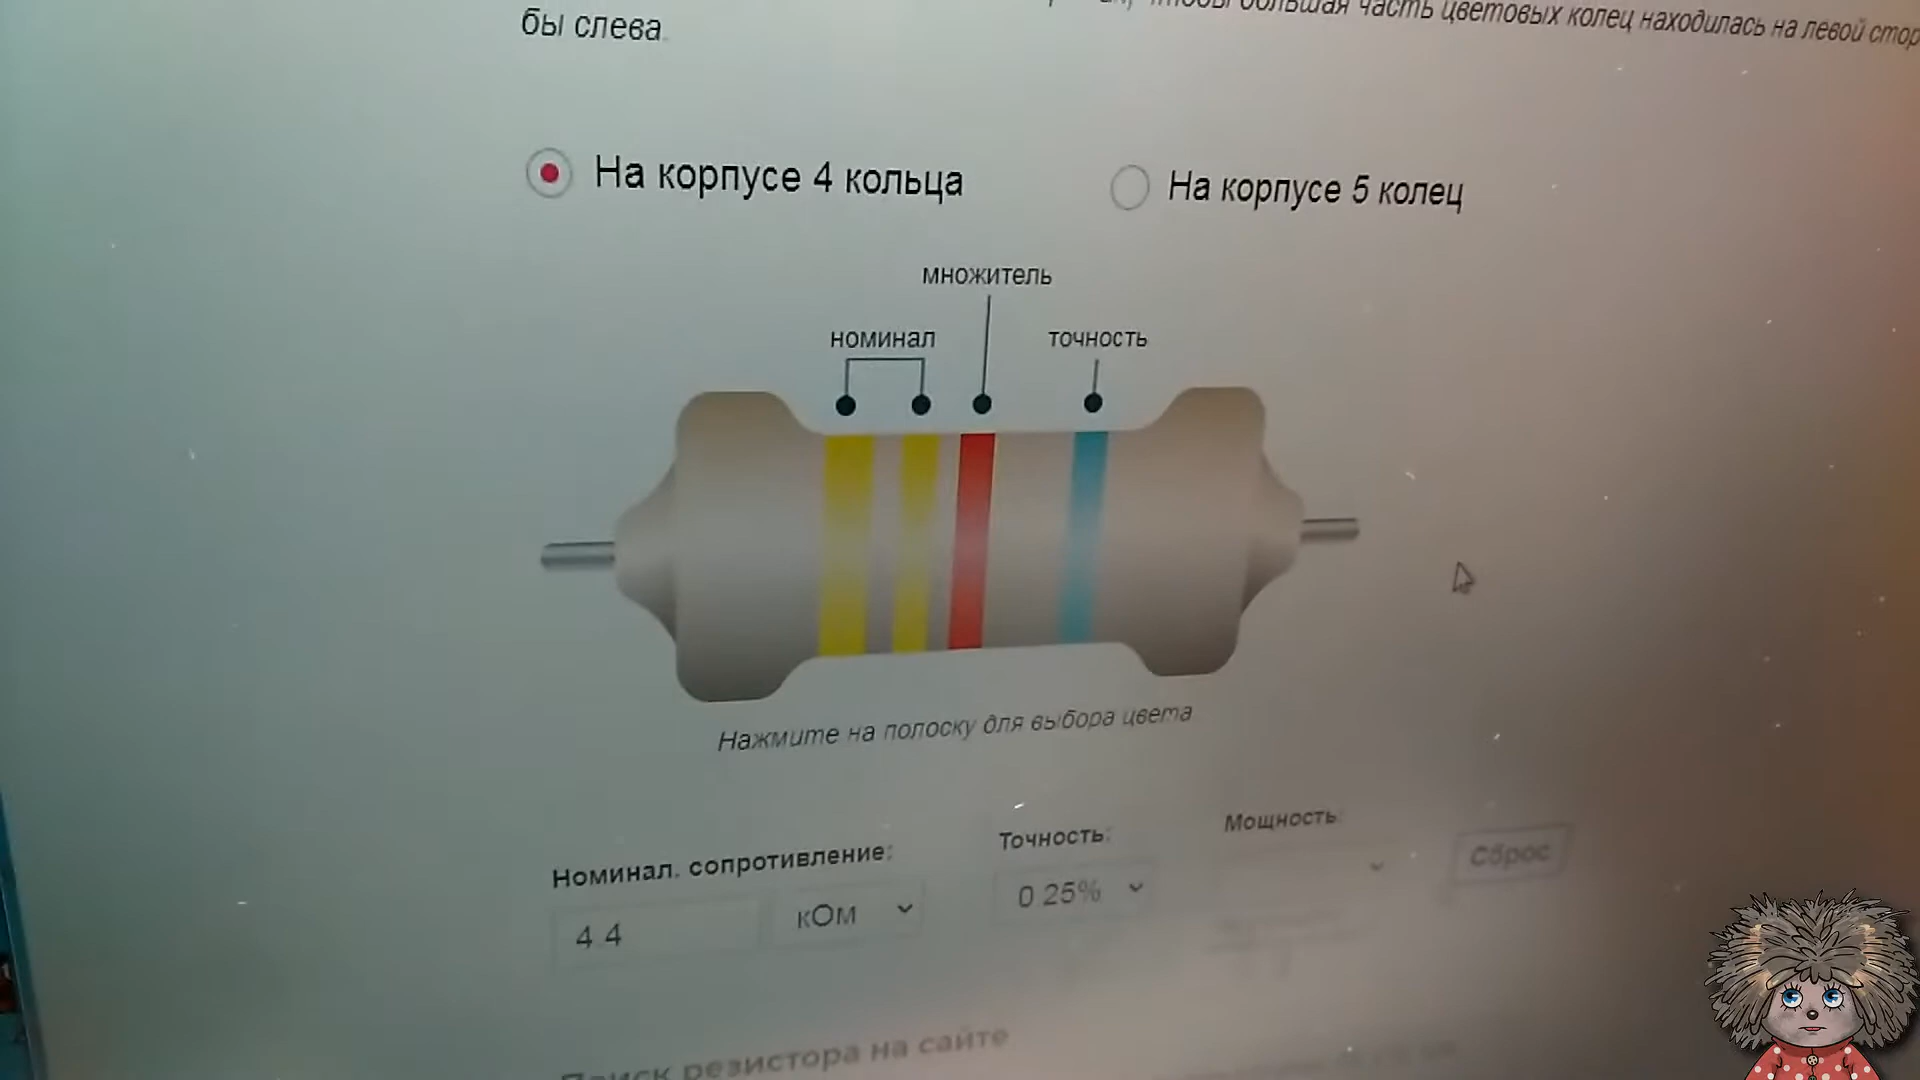 чтобы большая часть цветовых колец находилась на левой
бы слева
На корпусе 4 кольца
На корпусе 5 колец
множитель
номинал
точность
Нажмите на полоску для выбора цвета
Номинал. сопротивление:
Точность:
Мощность:
4.4
кОм
0.25%
Сброс
Поиск резистора на сайте